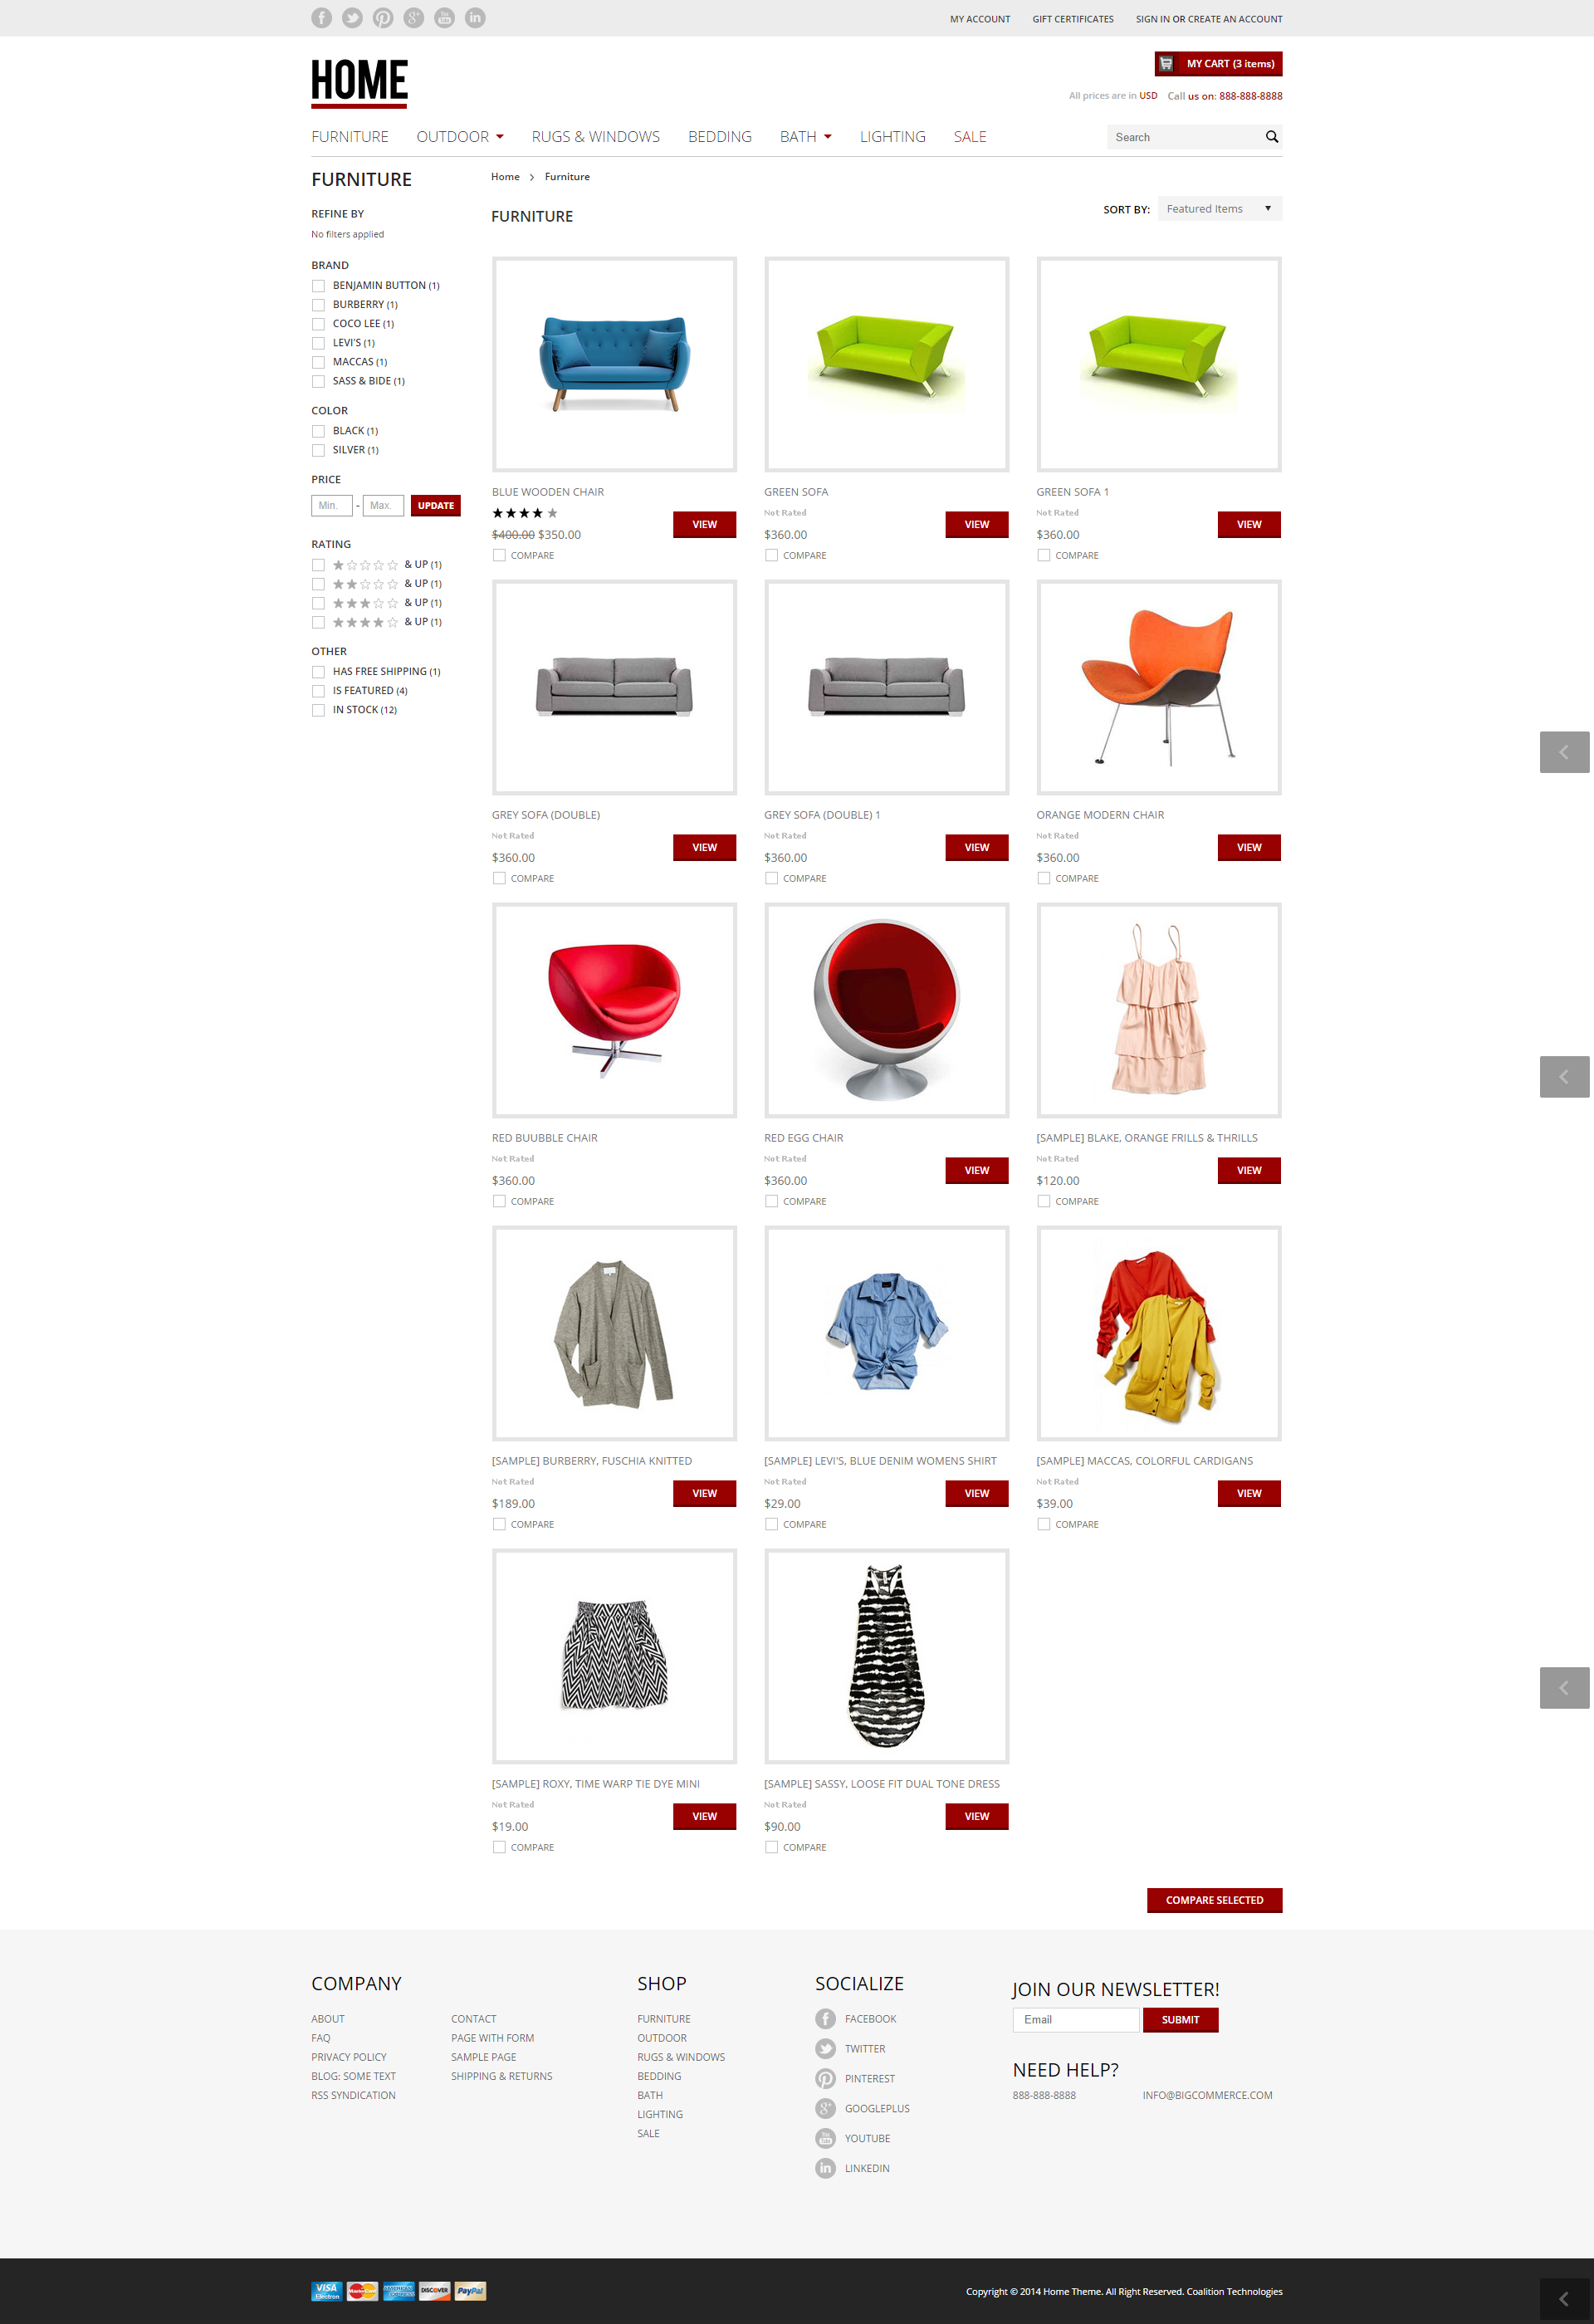 MY ACCOUNT GIFT CERTIFICATES SIGN IN OR CREATE AN ACCOUNT
HOME
MY CART (3 items)
All prices are in USD Call us on: 888-888-8888
FURNITURE OUTDOOR RUGS & WINDOWS BEDDING BATH LIGHTING SALE
Search
FURNITURE
REFINE BY
No filters applied
BRAND
BENJAMIN BUTTON (1)
BURBERRY (1)
COCO LEE (1)
LEVI'S (1)
MACCAS (1)
SASS & BIDE (1)
COLOR
BLACK (1)
SILVER (1)
PRICE
Min. - Max. UPDATE
RATING
& UP (1)
& UP (1)
& UP (1)
& UP (1)
OTHER
HAS FREE SHIPPING (1)
IS FEATURED (4)
IN STOCK (12)
Home > Furniture
FURNITURE
SORT BY: Featured Items
BLUE WOODEN CHAIR
$400.00 $350.00
VIEW
COMPARE
GREEN SOFA
Not Rated
$360.00
VIEW
COMPARE
GREEN SOFA 1
Not Rated
$360.00
VIEW
COMPARE
GREY SOFA (DOUBLE)
Not Rated
$360.00
VIEW
COMPARE
GREY SOFA (DOUBLE) 1
Not Rated
$360.00
VIEW
COMPARE
ORANGE MODERN CHAIR
Not Rated
$360.00
VIEW
COMPARE
RED BUUBBLE CHAIR
Not Rated
$360.00
COMPARE
RED EGG CHAIR
Not Rated
$360.00
VIEW
COMPARE
[SAMPLE] BLAKE, ORANGE FRILLS & THRILLS
Not Rated
$120.00
VIEW
COMPARE
[SAMPLE] BURBERRY, FUSCHIA KNITTED
Not Rated
$189.00
VIEW
COMPARE
[SAMPLE] LEVI'S, BLUE DENIM WOMENS SHIRT
Not Rated
$29.00
VIEW
COMPARE
[SAMPLE] MACCAS, COLORFUL CARDIGANS
Not Rated
$39.00
VIEW
COMPARE
[SAMPLE] ROXY, TIME WARP TIE DYE MINI
Not Rated
$19.00
VIEW
COMPARE
[SAMPLE] SASSY, LOOSE FIT DUAL TONE DRESS
Not Rated
$90.00
VIEW
COMPARE
COMPARE SELECTED
COMPANY
ABOUT
FAQ
PRIVACY POLICY
BLOG: SOME TEXT
RSS SYNDICATION
CONTACT
PAGE WITH FORM
SAMPLE PAGE
SHIPPING & RETURNS
SHOP
FURNITURE
OUTDOOR
RUGS & WINDOWS
BEDDING
BATH
LIGHTING
SALE
SOCIALIZE
FACEBOOK
TWITTER
PINTEREST
GOOGLEPLUS
YOUTUBE
LINKEDIN
JOIN OUR NEWSLETTER!
Email SUBMIT
NEED HELP?
888-888-8888 INFO@BIGCOMMERCE.COM
VISA Electron MasterCard AMERICAN EXPRESS DISCOVER PayPal
Copyright © 2014 Home Theme. All Right Reserved. Coalition Technologies